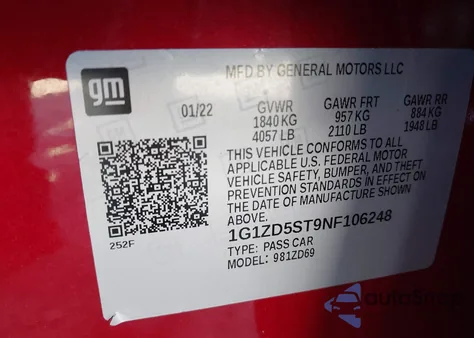 gm
MFD BY GENERAL MOTORS LLC
01/22 GVWR GAWR FRT GAWR RR
1840 KG 957 KG 884 KG
4057 LB 2110 LB 1948 LB
THIS VEHICLE CONFORMS TO ALL
APPLICABLE U.S. FEDERAL MOTOR
VEHICLE SAFETY, BUMPER, AND THEFT
PREVENTION STANDARDS IN EFFECT ON
THE DATE OF MANUFACTURE SHOWN
ABOVE.
252F
1G1ZD5ST9NF106248
TYPE: PASS CAR
MODEL: 981ZD69